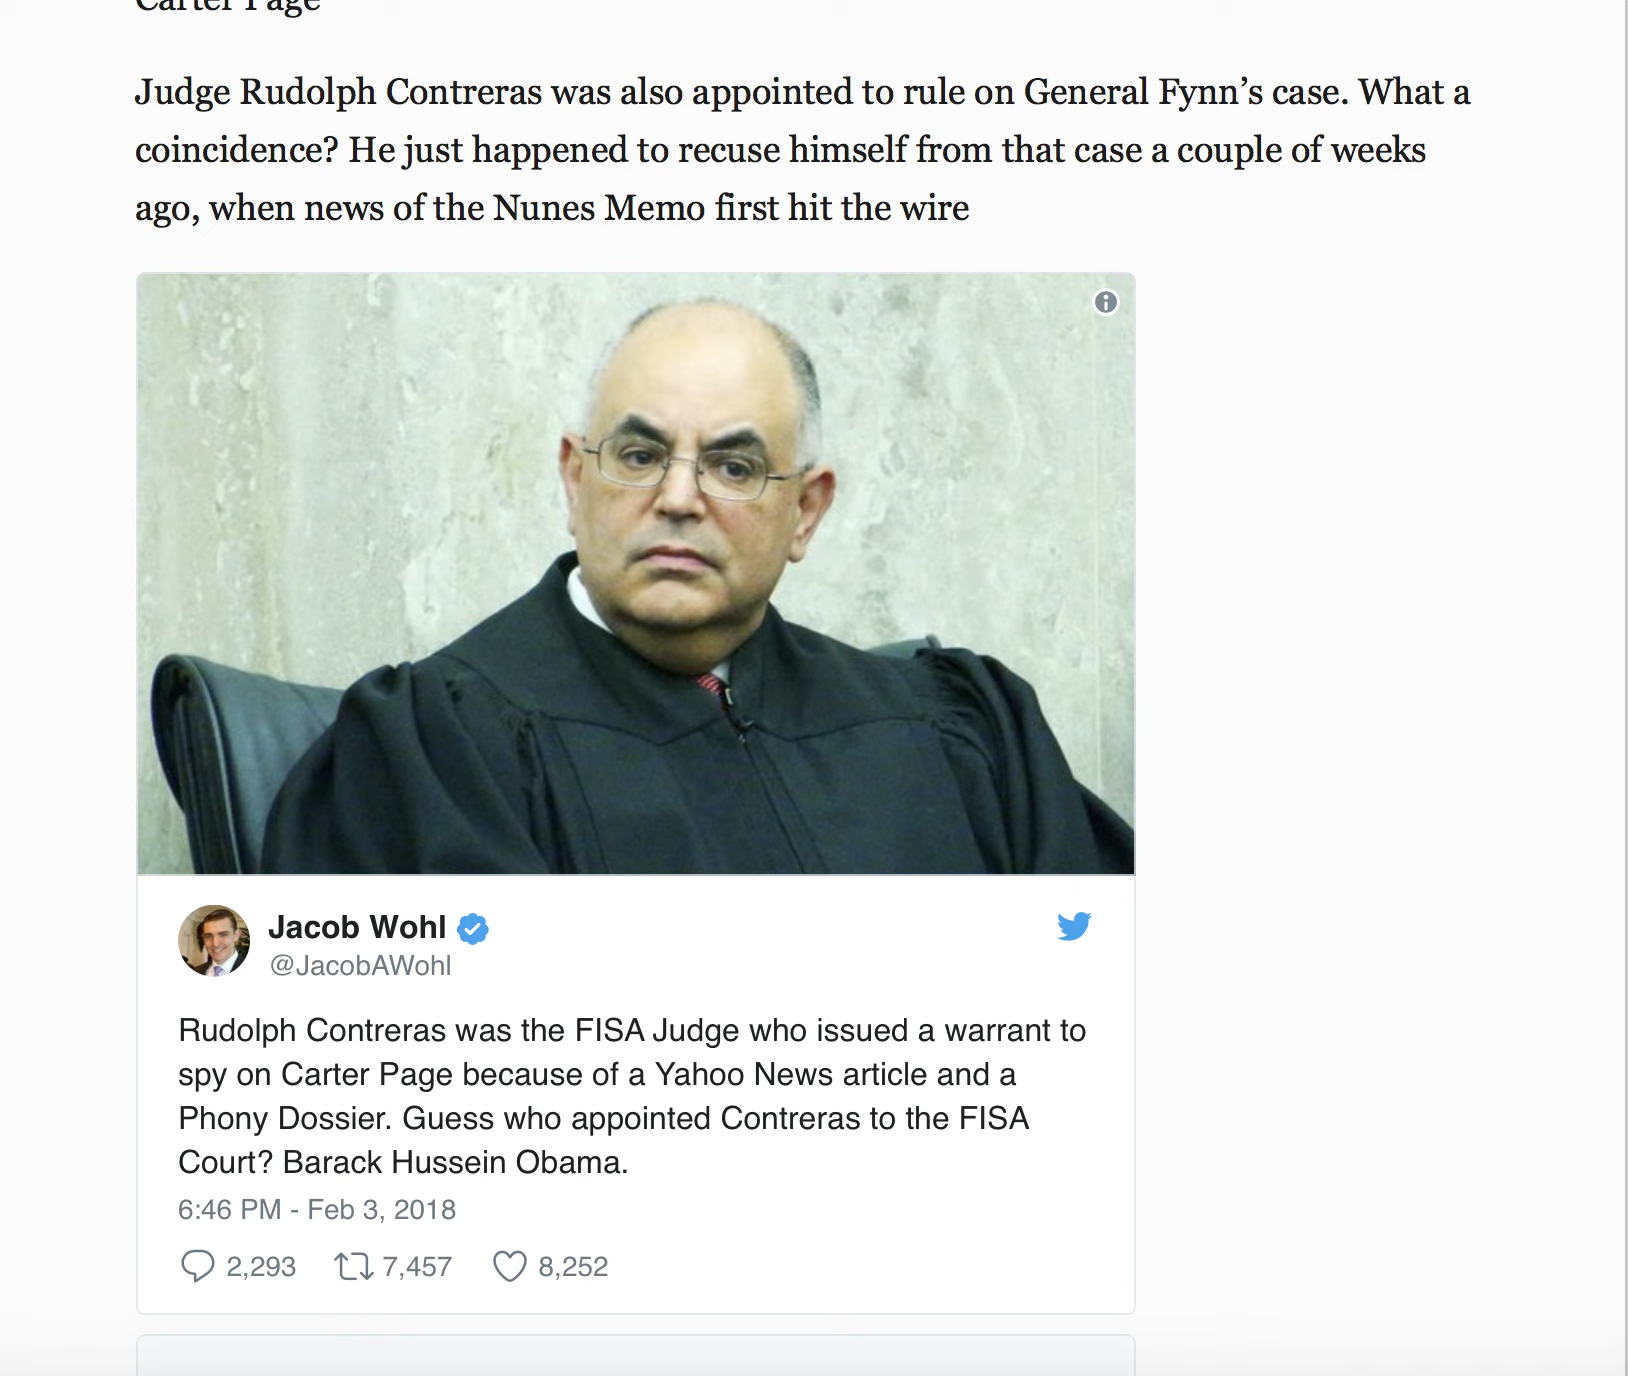 Carter Page
Judge Rudolph Contreras was also appointed to rule on General Fynn’s case. What a
coincidence? He just happened to recuse himself from that case a couple of weeks
ago, when news of the Nunes Memo first hit the wire
Jacob Wohl
@JacobAWohl
Rudolph Contreras was the FISA Judge who issued a warrant to
spy on Carter Page because of a Yahoo News article and a
Phony Dossier. Guess who appointed Contreras to the FISA
Court? Barack Hussein Obama.
6:46 PM - Feb 3, 2018
2,293 7,457 8,252